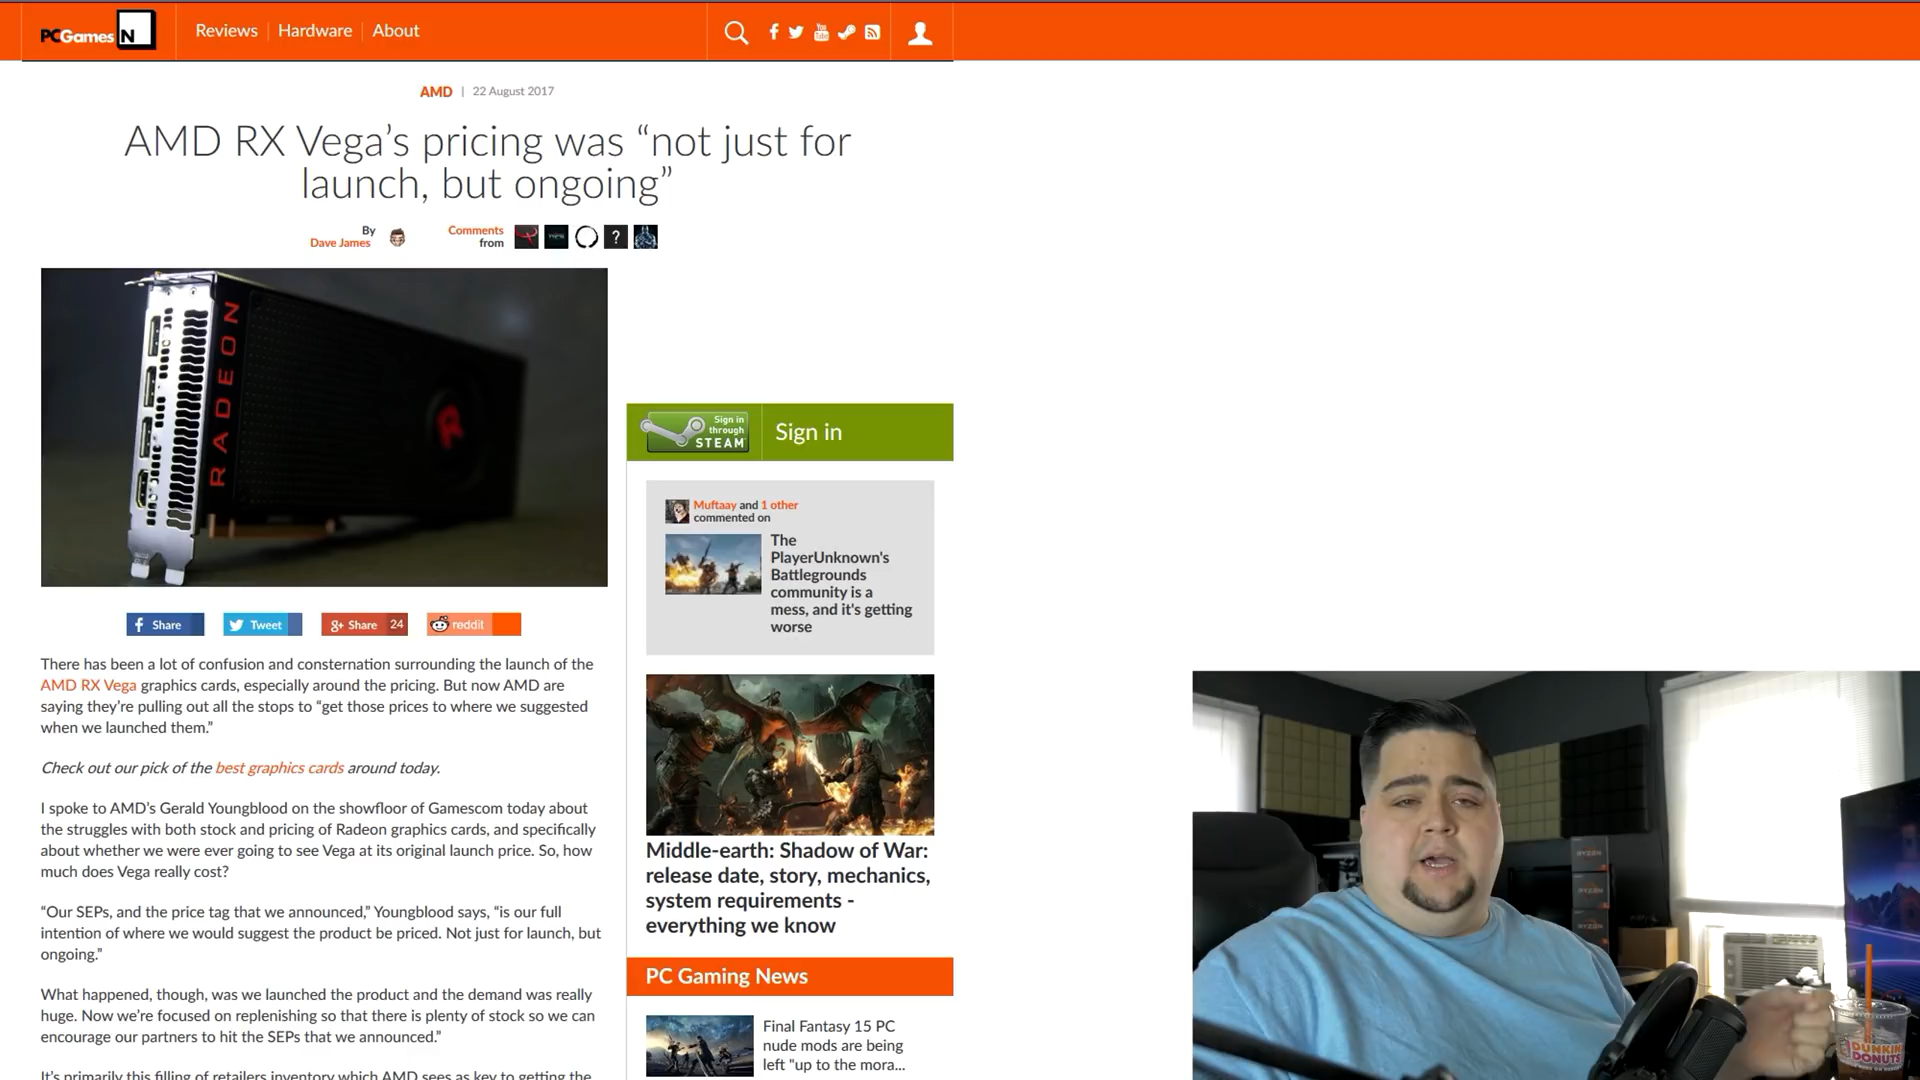 PCGamesN
Reviews
Hardware
About
AMD | 22 August 2017
AMD RX Vega’s pricing was “not just for
launch, but ongoing”
By
Dave James
Comments
from
?
RADEON
Share
Tweet
g+ Share 24
reddit
There has been a lot of confusion and consternation surrounding the launch of the
AMD RX Vega graphics cards, especially around the pricing. But now AMD are
saying they’re pulling out all the stops to “get those prices to where we suggested
when we launched them.”
Check out our pick of the best graphics cards around today.
I spoke to AMD’s Gerald Youngblood on the showfloor of Gamescom today about
the struggles with both stock and pricing of Radeon graphics cards, and specifically
about whether we were ever going to see Vega at its original launch price. So, how
much does Vega really cost?
“Our SEPs, and the price tag that we announced,” Youngblood says, “is our full
intention of where we would suggest the product be priced. Not just for launch, but
ongoing.”
What happened, though, was we launched the product and the demand was really
huge. Now we’re focused on replenishing so that there is plenty of stock so we can
encourage our partners to hit the SEPs that we announced.”
It’s primarily this filling of retailers inventory which AMD sees as key to getting the
Sign in
through
STEAM
Sign in
Muftaay and 1 other
commented on
The
PlayerUnknown's
Battlegrounds
community is a
mess, and it's getting
worse
Middle-earth: Shadow of War:
release date, story, mechanics,
system requirements -
everything we know
PC Gaming News
Final Fantasy 15 PC
nude mods are being
left “up to the mora...
RYZEN
RYZEN
RYZEN
DUNKIN'
DONUTS